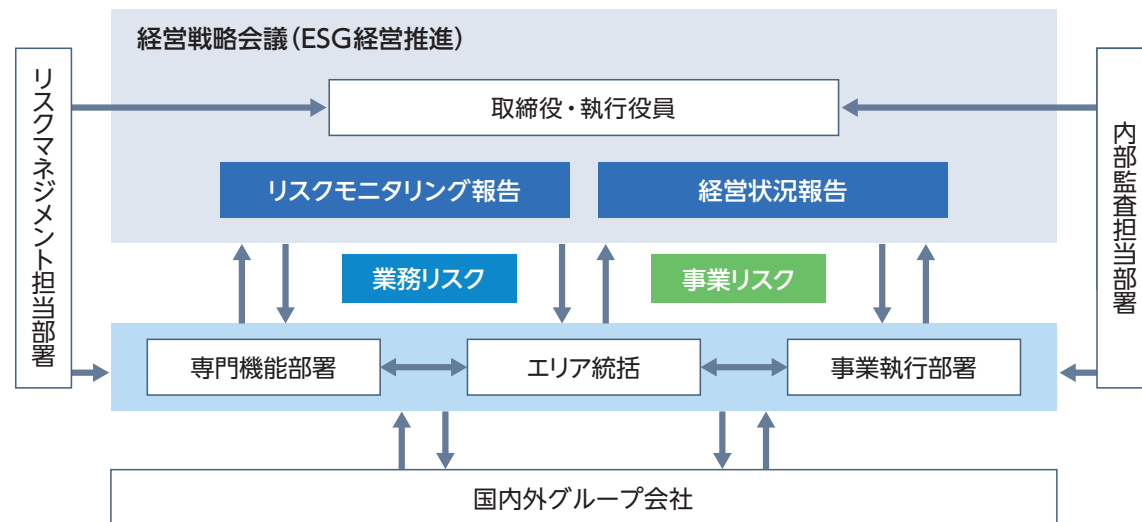 経営戦略会議(ESG経営推進)
リスクマネジメント担当部署
取締役・執行役員
内部監査担当部署
リスクモニタリング報告
経営状況報告
業務リスク
事業リスク
専門機能部署
エリア統括
事業執行部署
国内外グループ会社